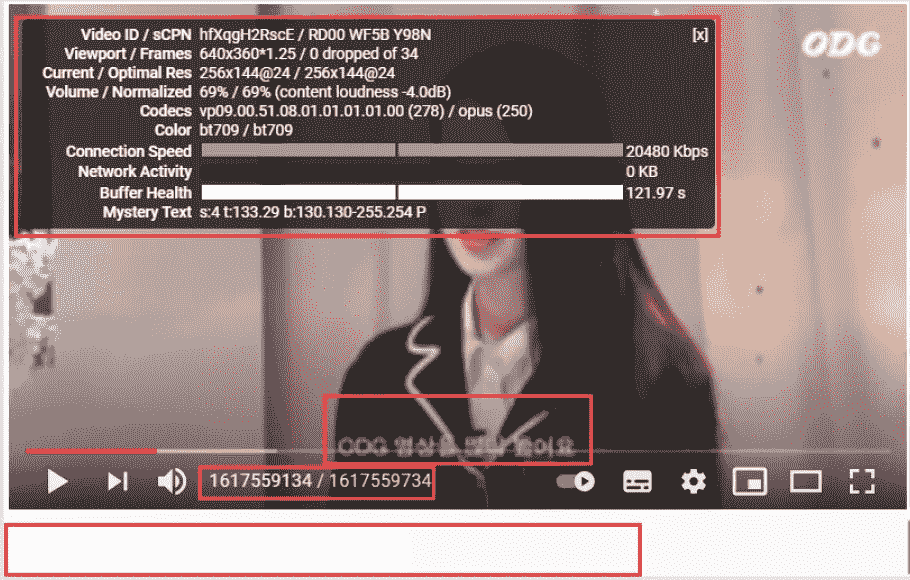 Video ID / sCPN hfXqgH2RscE / RD00 WF5B Y98N [x]
Viewport / Frames 640x360*1.25 / 0 dropped of 34
Current / Optimal Res 256x144@24 / 256x144@24
Volume / Normalized 69% / 69% (content loudness -4.0dB)
Codecs vp09.00.51.08.01.01.01.01.00 (278) / opus (250)
Color bt709 / bt709
Connection Speed 20480 Kbps
Network Activity 0 KB
Buffer Health 121.97 s
Mystery Text s:4 t:133.29 b:130.130-255.254 P
ODG
ODG 영상을
1617559134 / 1617559734